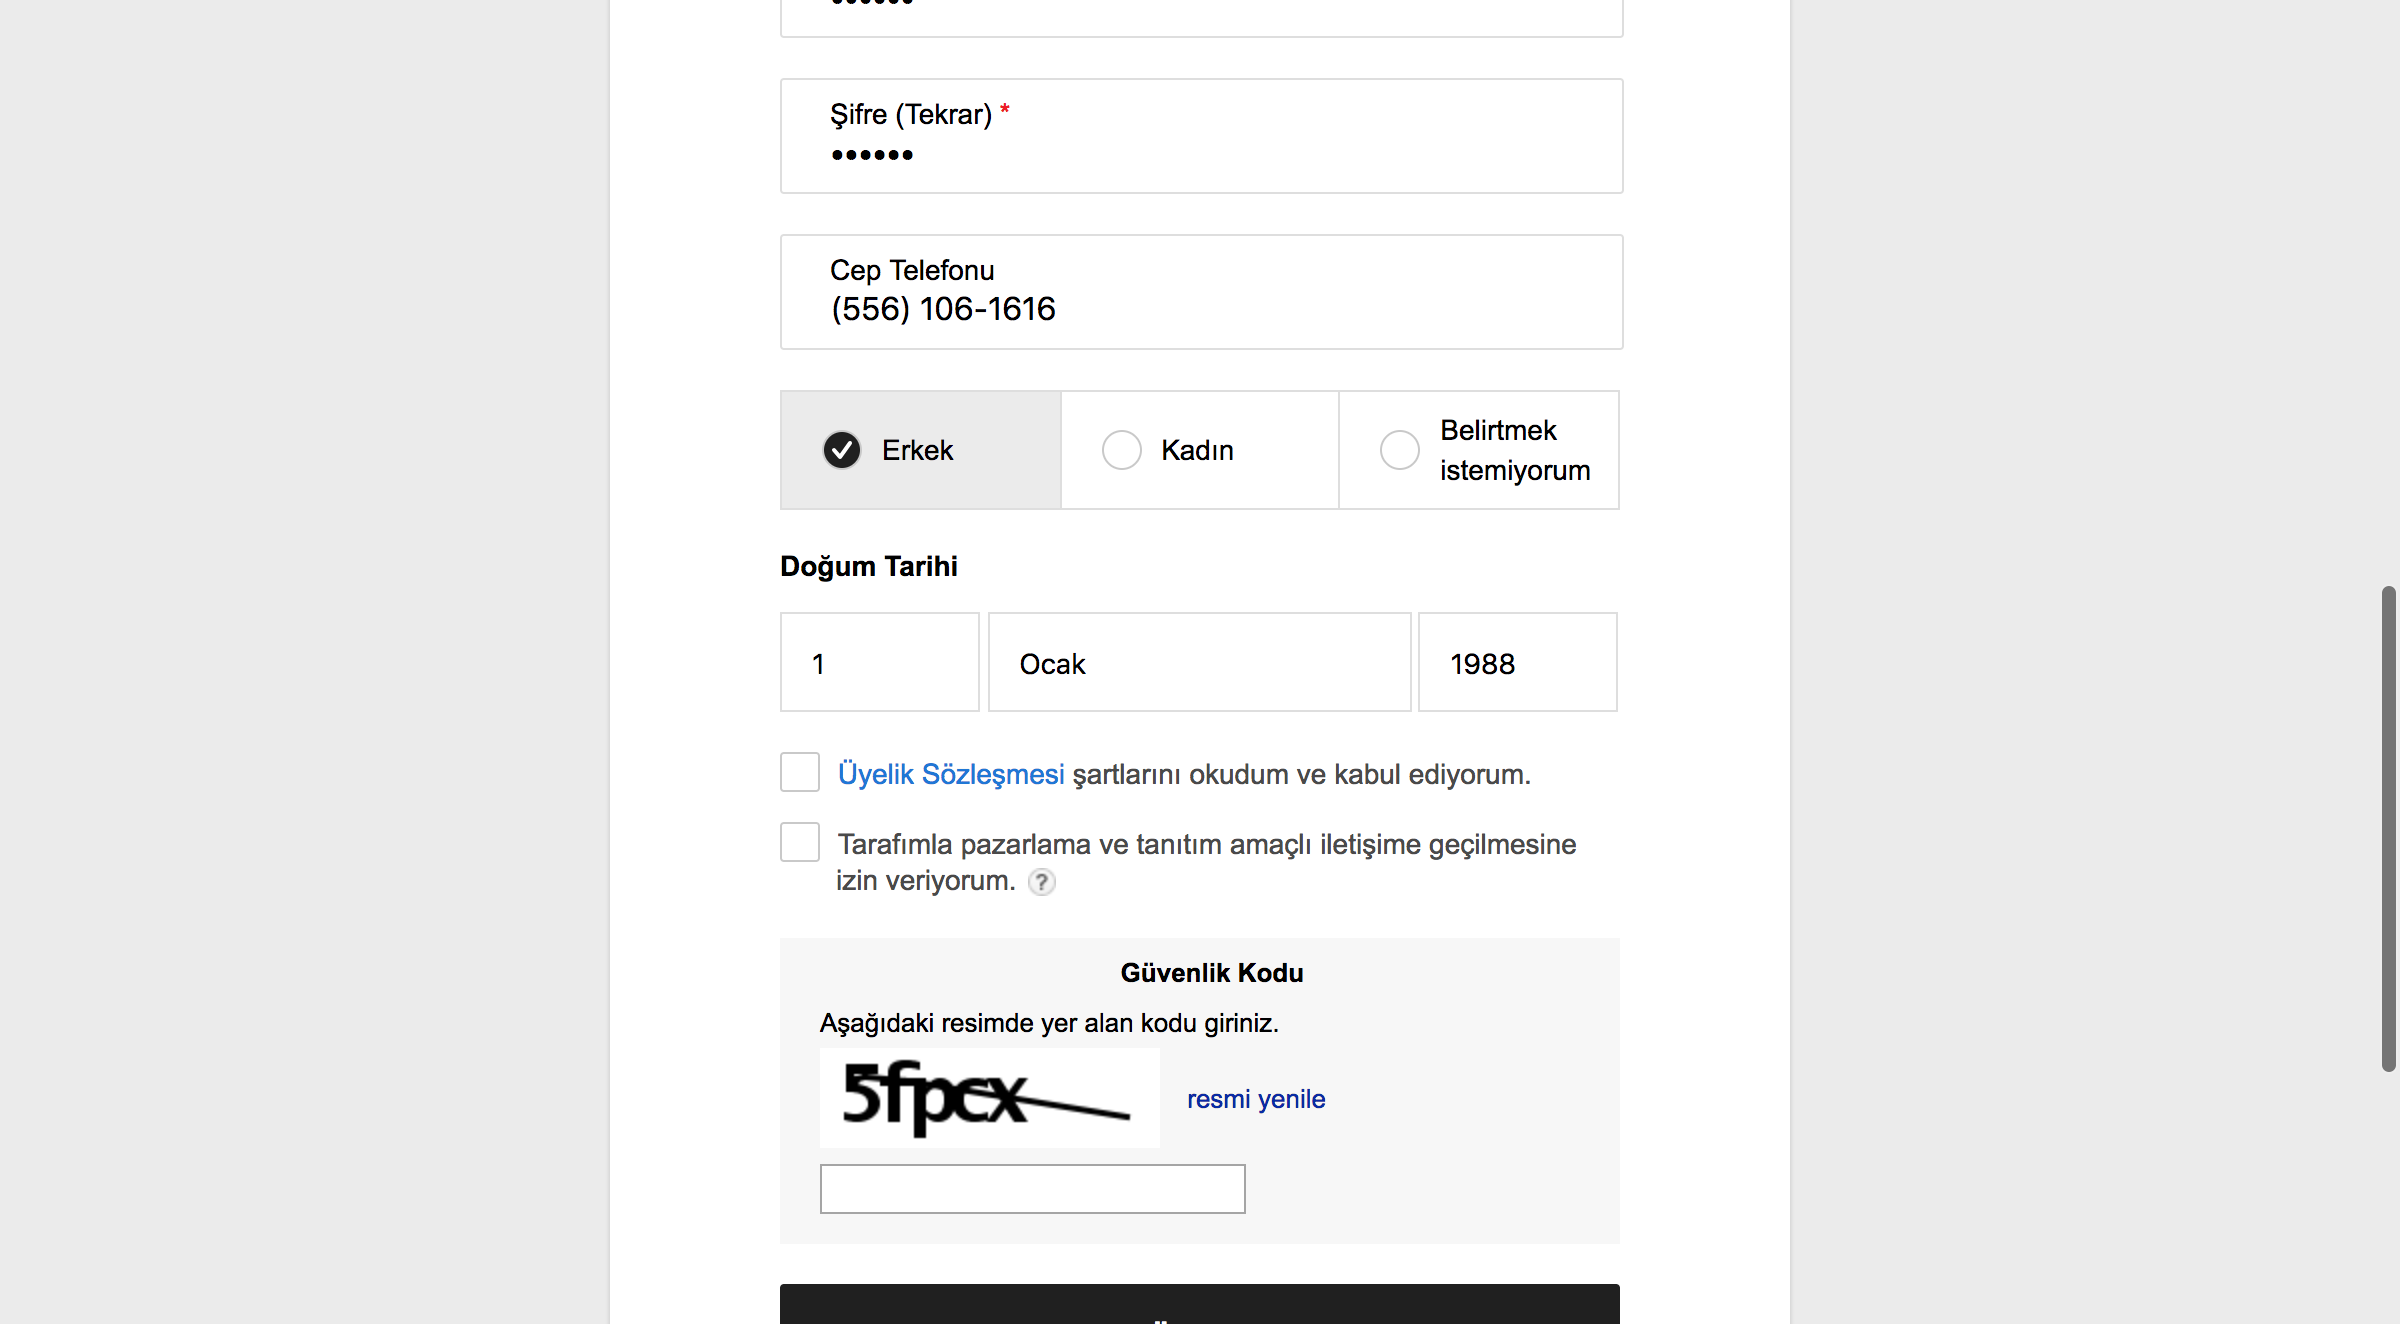 Şifre (Tekrar) *
••••••
Cep Telefonu
(556) 106-1616
Erkek
Kadın
Belirtmek
istemiyorum
Doğum Tarihi
1
Ocak
1988
Üyelik Sözleşmesi şartlarını okudum ve kabul ediyorum.
Tarafımla pazarlama ve tanıtım amaçlı iletişime geçilmesine
izin veriyorum. ?
Güvenlik Kodu
Aşağıdaki resimde yer alan kodu giriniz.
resmi yenile